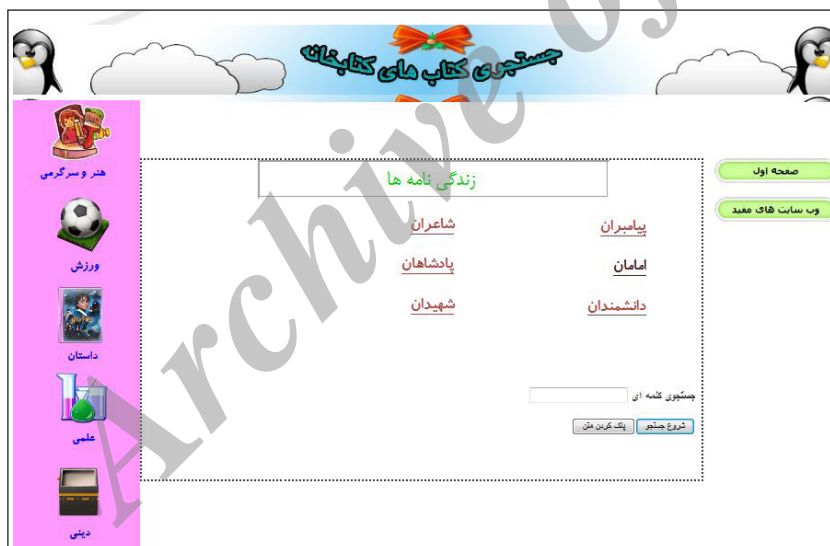 جستجوی کتاب های کتابخانه
صفحه اول
وب سایت های مفید
زندگی نامه ها
پیامبران
شاعران
امامان
پادشاهان
دانشمندان
شهیدان
جستجوی کلمه ای
شروع جستجو
پاک کردن متن
هنر و سرگرمی
ورزش
داستان
علمی
دینی
Archive of